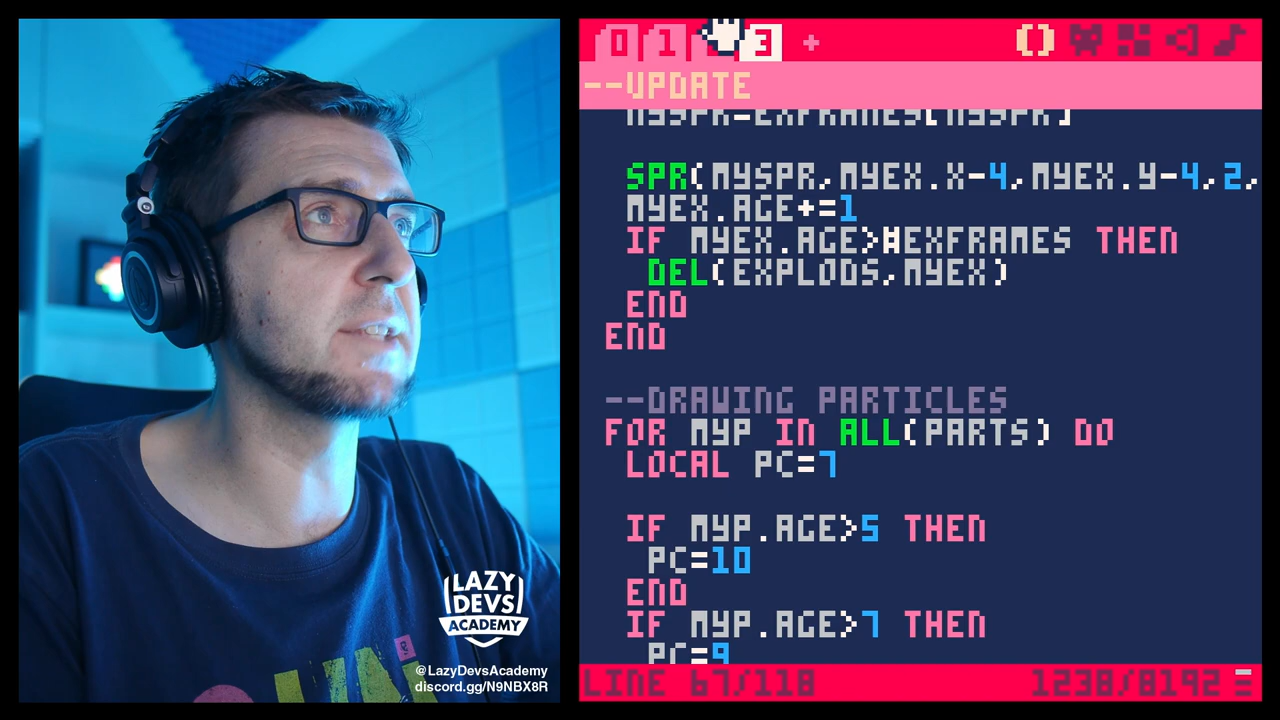 0 1 3 +
--UPDATE
MYSPR=EXFRAMES[MYSPR]
SPR(MYSPR,MYEX.X-4,MYEX.Y-4,2,
MYEX.AGE+=1
IF MYEX.AGE>#EXFRAMES THEN
DEL(EXPLODS,MYEX)
END
END
--DRAWING PARTICLES
FOR MYP IN ALL(PARTS) DO
LOCAL PC=7
IF MYP.AGE>5 THEN
PC=10
END
IF MYP.AGE>7 THEN
PC=9
LINE 67/118 1238/8192
LAZY
DEVS
ACADEMY
@LazyDevsAcademy
discord.gg/N9NBX8R